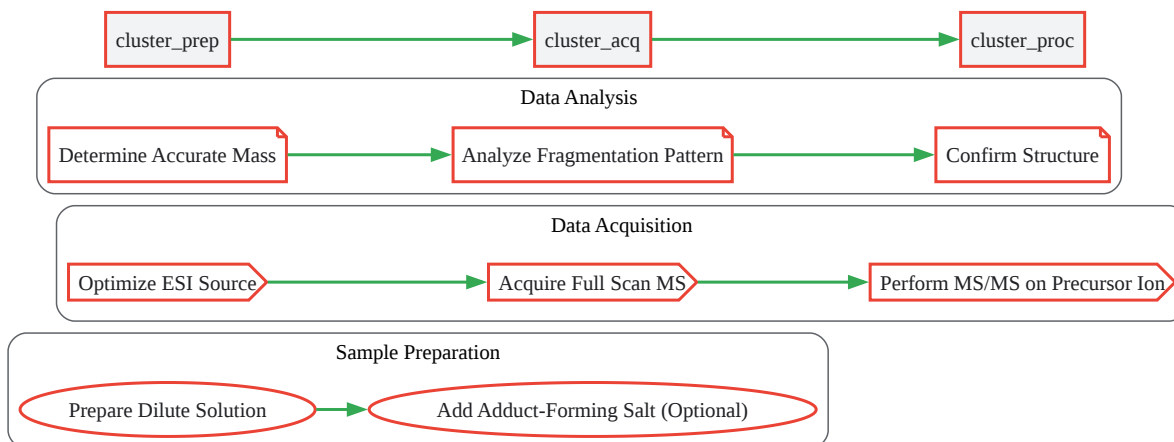 cluster_prep
cluster_acq
cluster_proc
Data Analysis
Determine Accurate Mass
Analyze Fragmentation Pattern
Confirm Structure
Data Acquisition
Optimize ESI Source
Acquire Full Scan MS
Perform MS/MS on Precursor Ion
Sample Preparation
Prepare Dilute Solution
Add Adduct-Forming Salt (Optional)